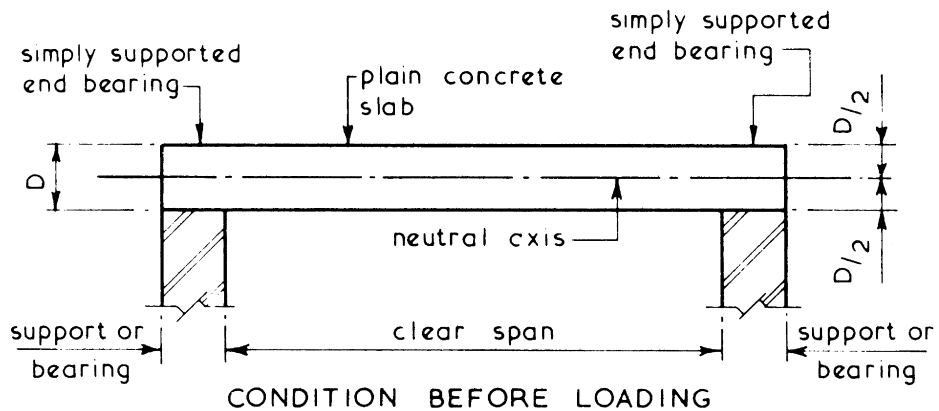 simply supported
end bearing
plain concrete
slab
simply supported
end bearing
D/2
D
neutral cxis
D/2
support or
bearing
clear span
support or
bearing
CONDITION BEFORE LOADING